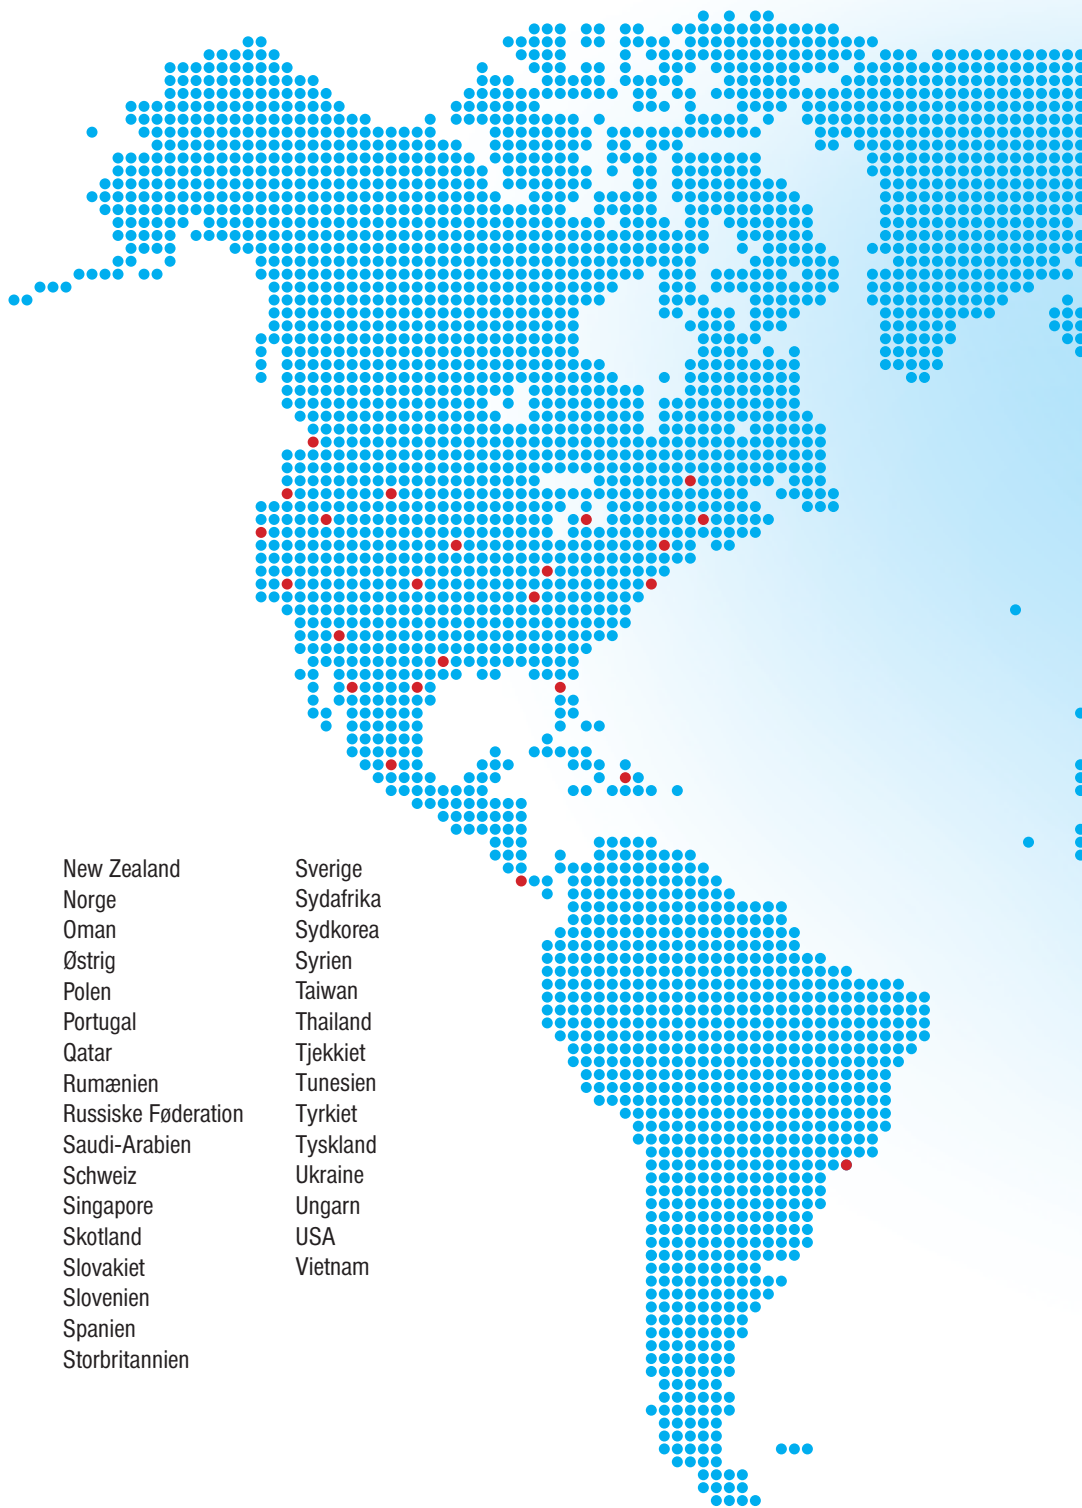 New Zealand
Norge
Oman
Østrig
Polen
Portugal
Qatar
Rumænien
Russiske Føderation
Saudi-Arabien
Schweiz
Singapore
Skotland
Slovakiet
Slovenien
Spanien
Storbritannien
Sverige
Sydafrika
Sydkorea
Syrien
Taiwan
Thailand
Tjekkiet
Tunesien
Tyrkiet
Tyskland
Ukraine
Ungarn
USA
Vietnam